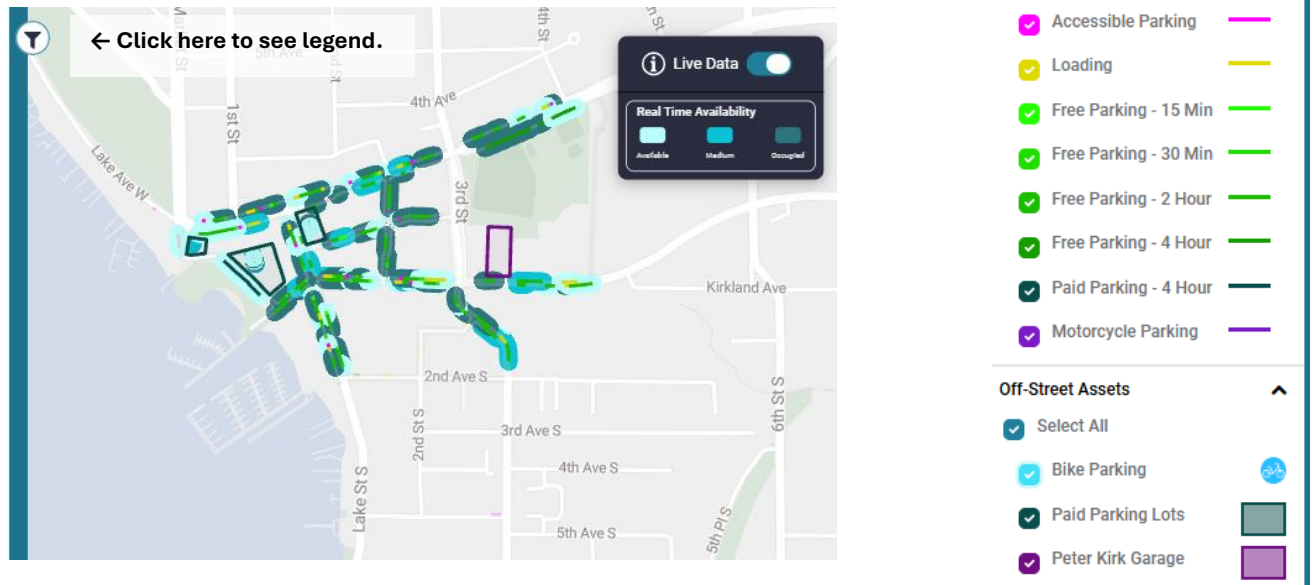 ← Click here to see legend.
5th Ave
4th St
4th Ave
1st St
Lake Ave W
3rd St
Kirkland Ave
2nd Ave S
2nd St S
3rd Ave S
4th Ave S
5th Ave S
6th St S
5th Pl S
Lake St S
Live Data
Real Time Availability
Available
Medium
Occupied
Accessible Parking
Loading
Free Parking - 15 Min
Free Parking - 30 Min
Free Parking - 2 Hour
Free Parking - 4 Hour
Paid Parking - 4 Hour
Motorcycle Parking
Off-Street Assets
Select All
Bike Parking
Paid Parking Lots
Peter Kirk Garage